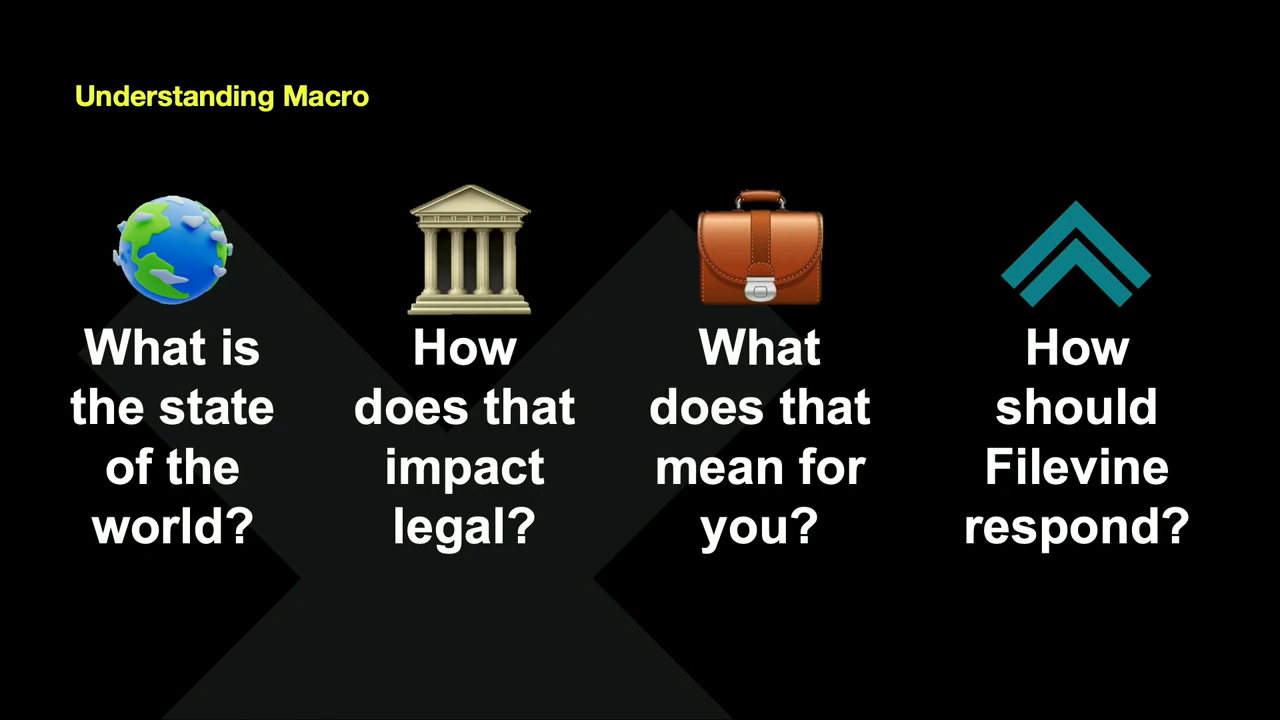 Understanding Macro
What is
the state
of the
world?
How
does that
impact
legal?
What
does that
mean for
you?
How
should
Filevine
respond?